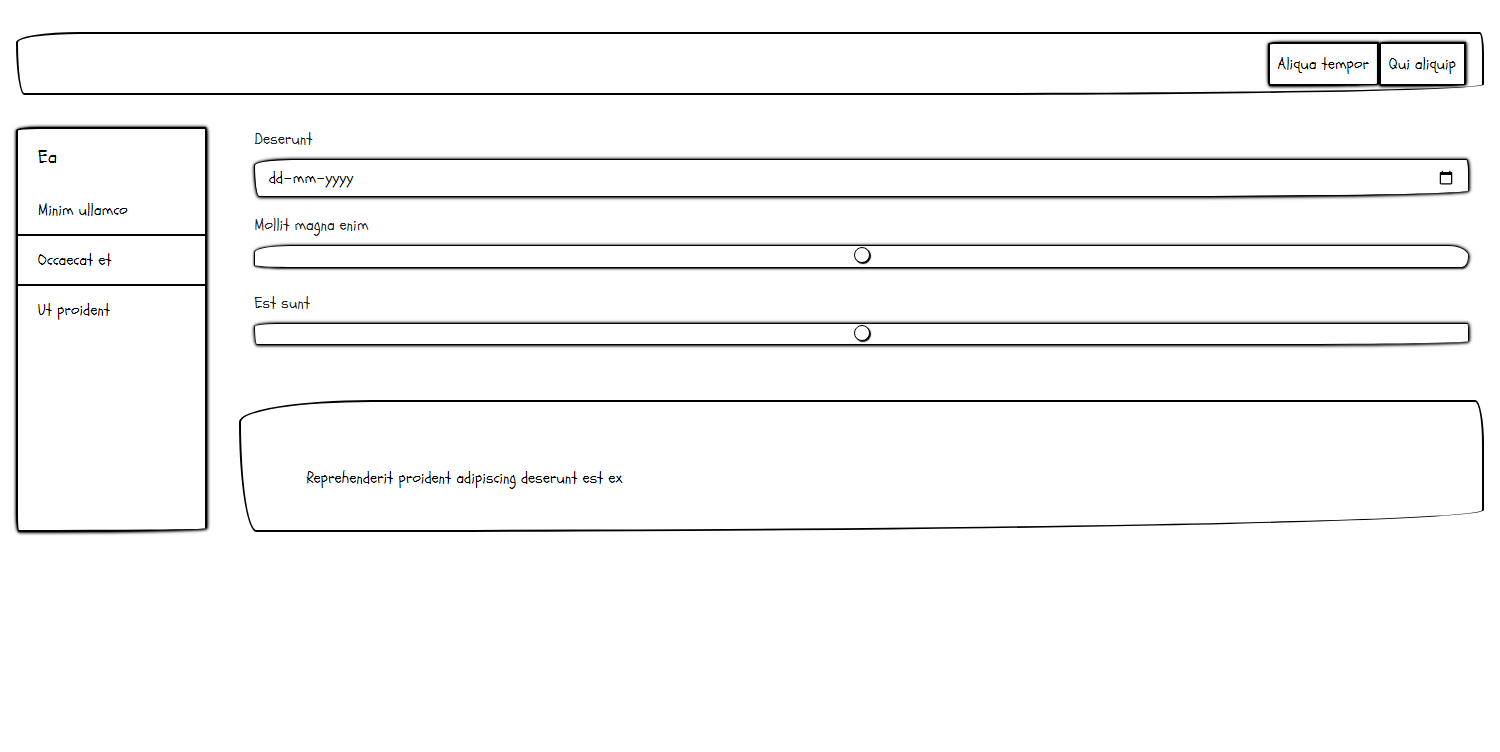 Aliqua tempor
Qui aliquip
Ea
Minim ullamco
Occaecat et
Ut proident
Deserunt
dd-mm-yyyy
Mollit magna enim
Est sunt
Reprehenderit proident adipiscing deserunt est ex